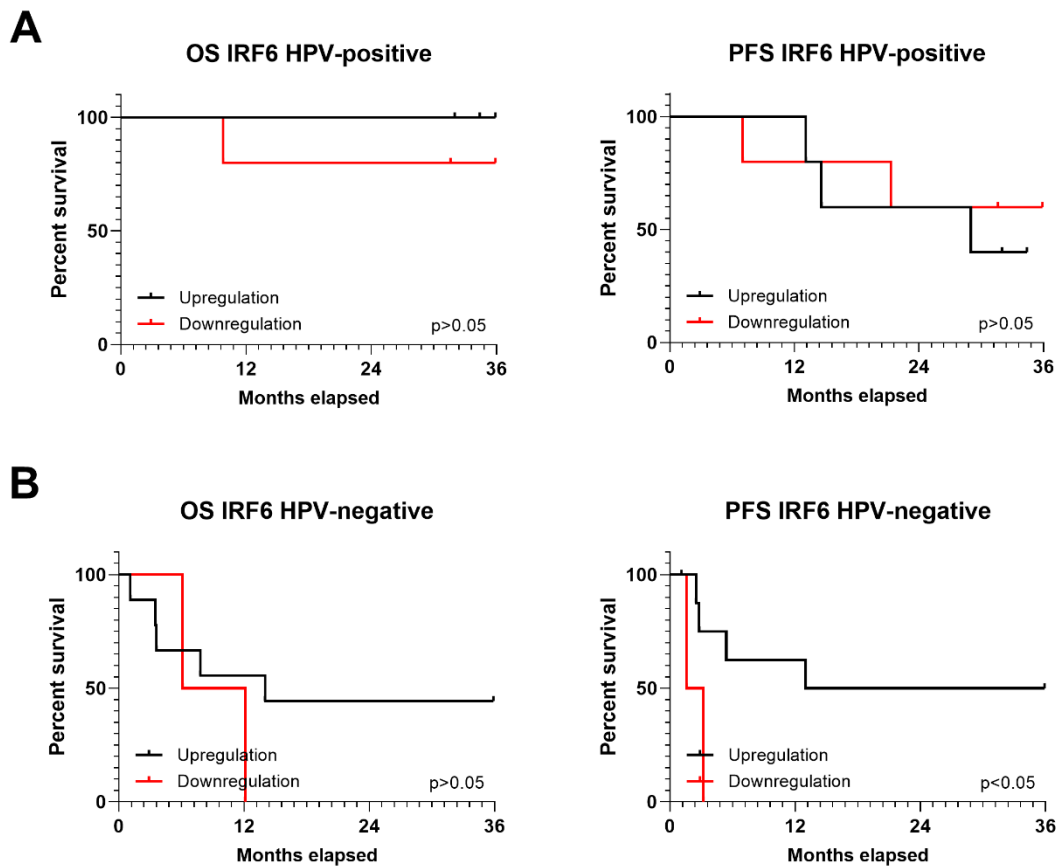 A
OS IRF6 HPV-positive
PFS IRF6 HPV-positive
Percent survival
100
50
0
Upregulation
Downregulation
p>0.05
0 12 24 36
Months elapsed
Percent survival
100
50
0
Upregulation
Downregulation
p>0.05
0 12 24 36
Months elapsed
B
OS IRF6 HPV-negative
PFS IRF6 HPV-negative
Percent survival
100
50
0
Upregulation
Downregulation
p>0.05
0 12 24 36
Months elapsed
Percent survival
100
50
0
Upregulation
Downregulation
p<0.05
0 12 24 36
Months elapsed